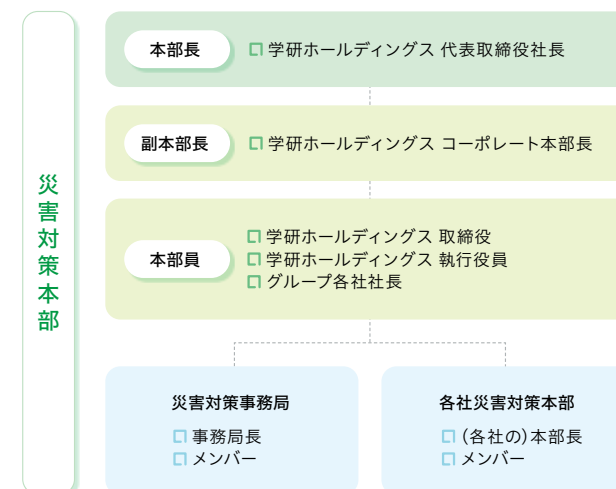 災害対策本部
本部長
学研ホールディングス 代表取締役社長
副本部長
学研ホールディングス コーポレート本部長
本部員
学研ホールディングス 取締役
学研ホールディングス 執行役員
グループ各社社長
災害対策事務局
事務局長
メンバー
各社災害対策本部
(各社の)本部長
メンバー